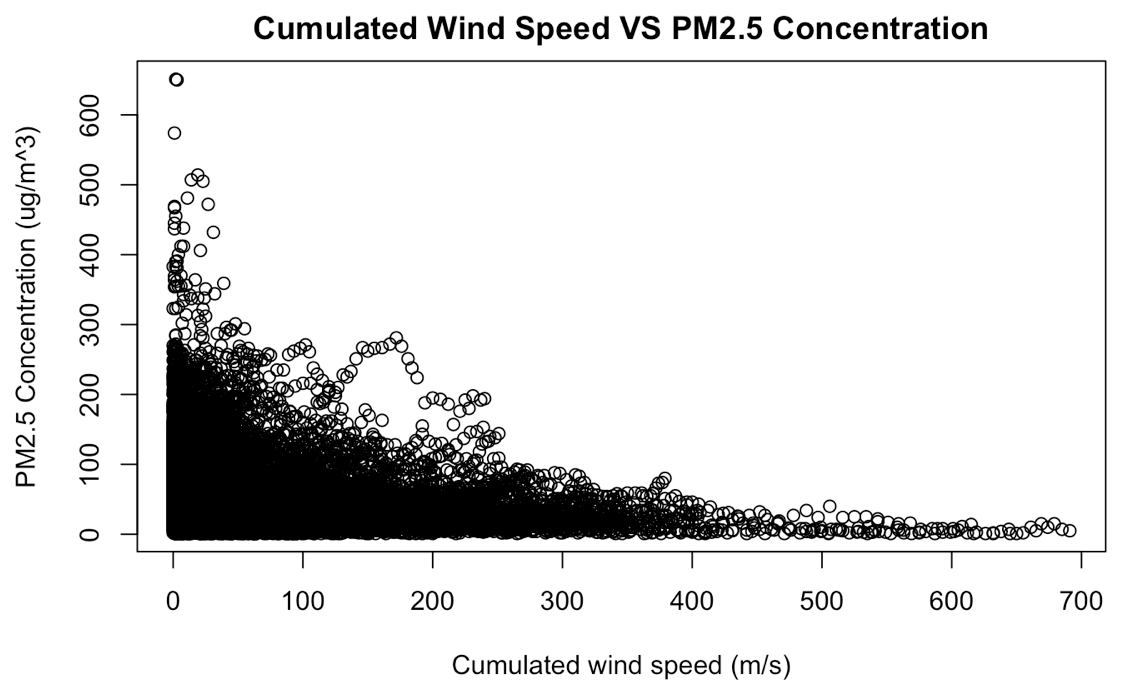 Cumulated Wind Speed VS PM2.5 Concentration
PM2.5 Concentration (ug/m^3)
600
500
400
300
200
100
0
0 100 200 300 400 500 600 700
Cumulated wind speed (m/s)